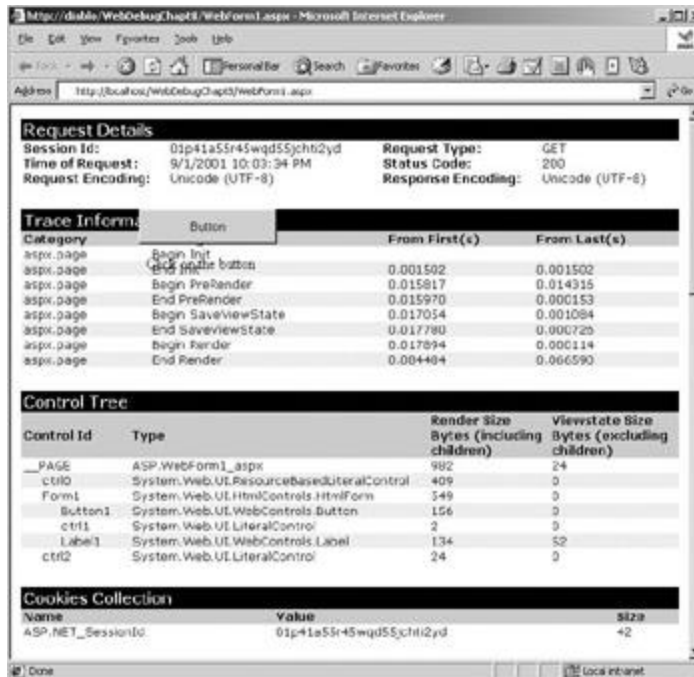 http://diablo/WebDebugChapt8/WebForm1.aspx - Microsoft Internet Explorer
File Edit View Favorites Tools Help
Personal Bar Search Favorites
Address http://localhost/WebDebugChapt8/WebForm1.aspx Go
Request Details
Session Id: 01p41a55r45wqd55jchti2yd Request Type: GET
Time of Request: 9/1/2001 10:03:34 PM Status Code: 200
Request Encoding: Unicode (UTF-8) Response Encoding: Unicode (UTF-8)
Trace Informa
Button
Category From First(s) From Last(s)
aspx.page Begin Init
Click on the button
aspx.page End Init 0.001502 0.001502
aspx.page Begin PreRender 0.015817 0.014315
aspx.page End PreRender 0.015970 0.000153
aspx.page Begin SaveViewState 0.017054 0.001084
aspx.page End SaveViewState 0.017780 0.000726
aspx.page Begin Render 0.017894 0.000114
aspx.page End Render 0.084484 0.066590
Control Tree
Control Id Type Render Size Bytes (including children) Viewstate Size Bytes (excluding children)
__PAGE ASP.WebForm1_aspx 982 24
ctrl0 System.Web.UI.ResourceBasedLiteralControl 409 0
Form1 System.Web.UI.HtmlControls.HtmlForm 549 0
Button1 System.Web.UI.WebControls.Button 156 0
ctrl1 System.Web.UI.LiteralControl 2 0
Label1 System.Web.UI.WebControls.Label 134 52
ctrl2 System.Web.UI.LiteralControl 24 0
Cookies Collection
Name Value Size
ASP.NET_SessionId 01p41a55r45wqd55jchti2yd 42
Done Local intranet